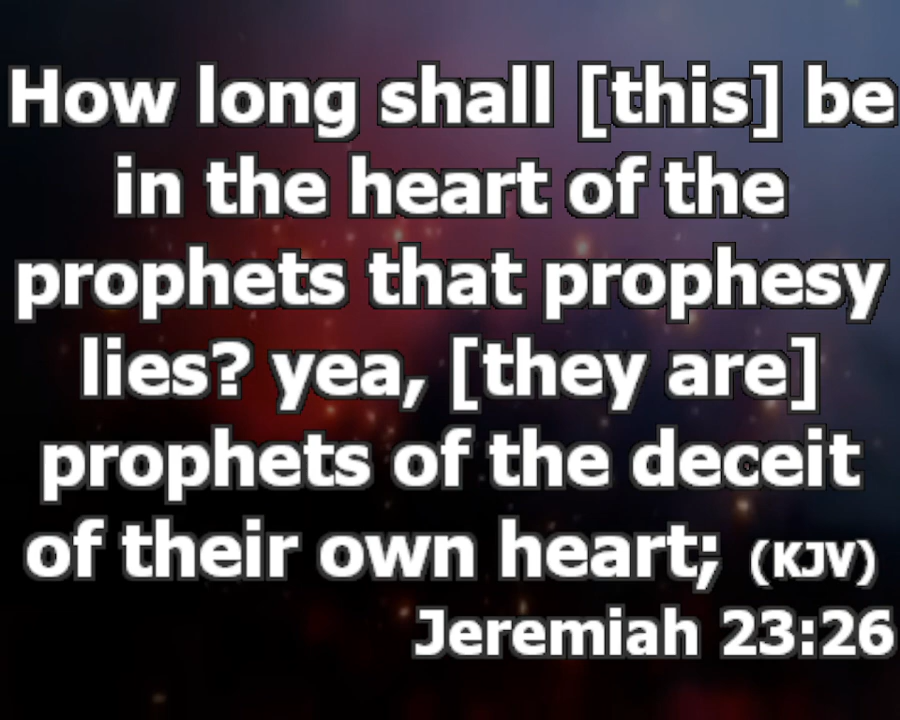 How long shall [this] be
in the heart of the
prophets that prophesy
lies? yea, [they are]
prophets of the deceit
of their own heart; (KJV)
Jeremiah 23:26